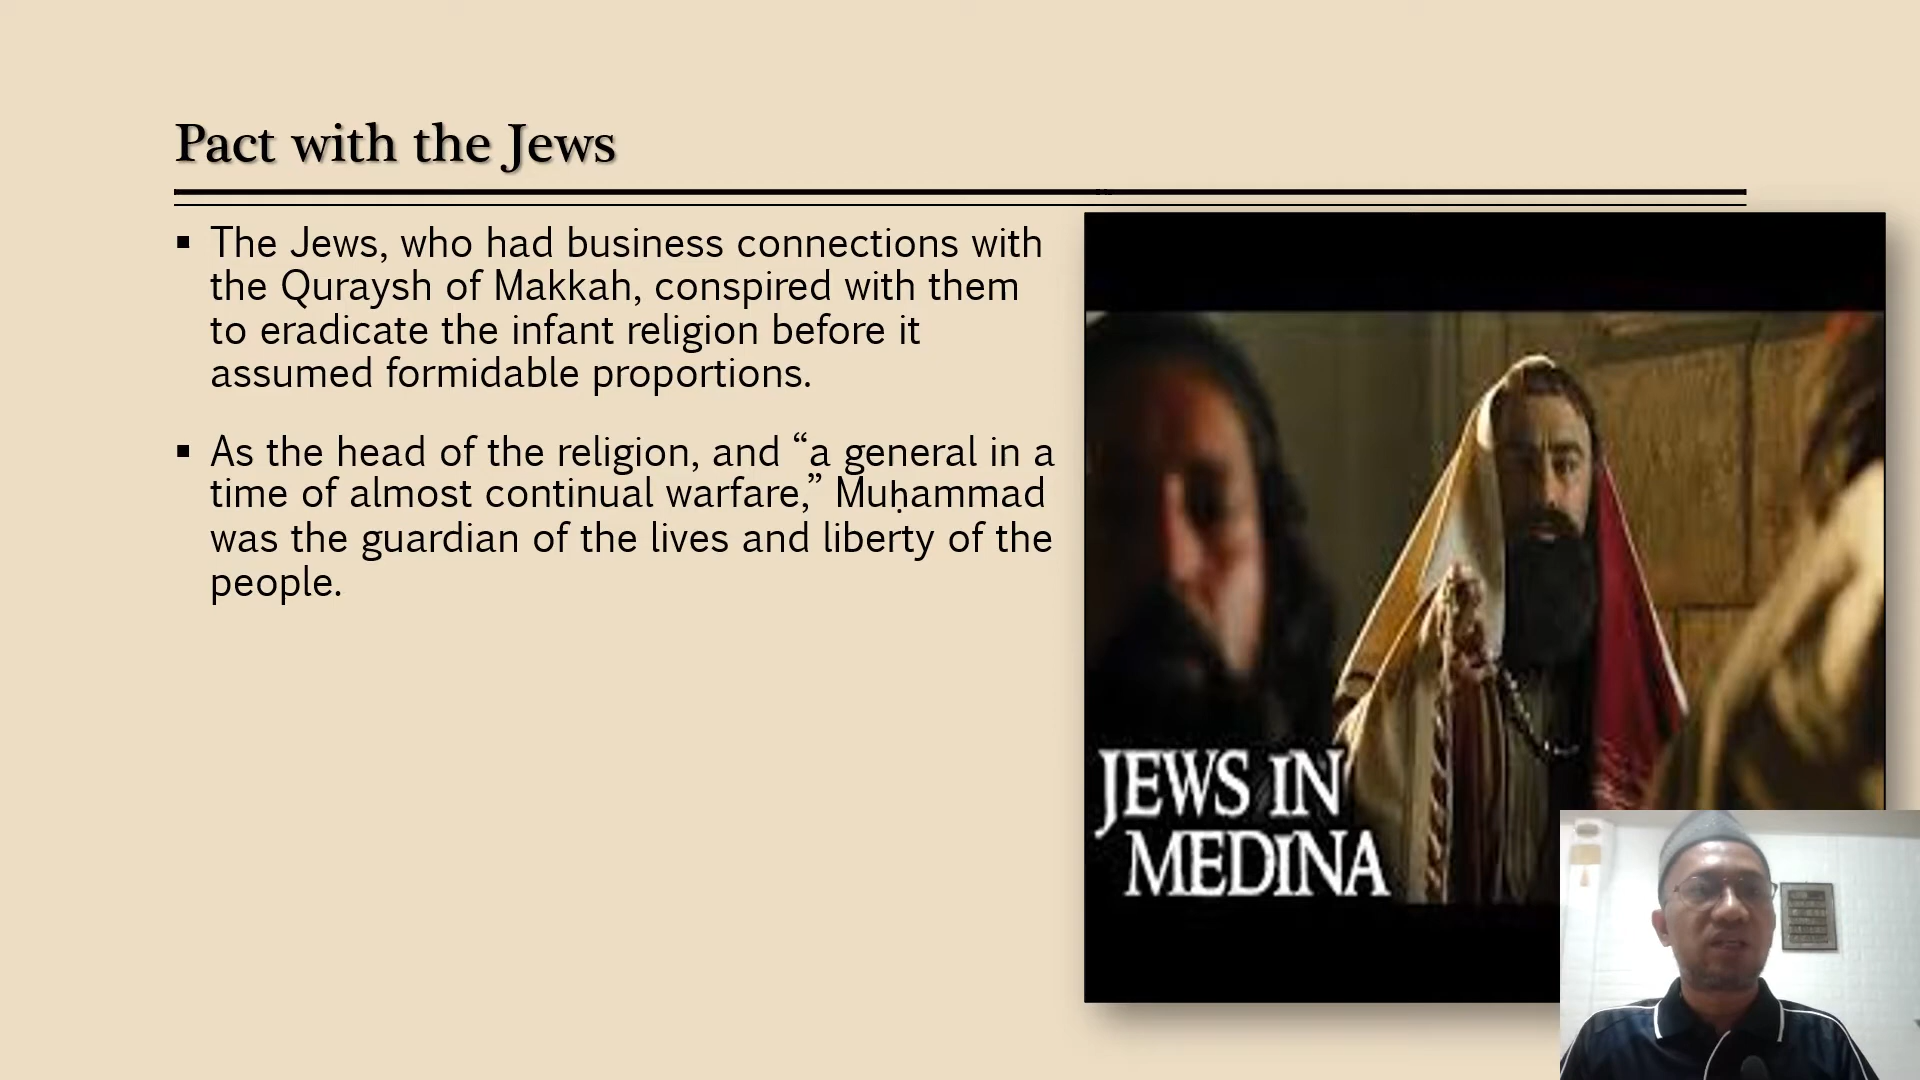 Pact with the Jews
▪ The Jews, who had business connections with
the Quraysh of Makkah, conspired with them
to eradicate the infant religion before it
assumed formidable proportions.
▪ As the head of the religion, and “a general in a
time of almost continual warfare,” Muḥammad
was the guardian of the lives and liberty of the
people.
JEWS IN
MEDINA